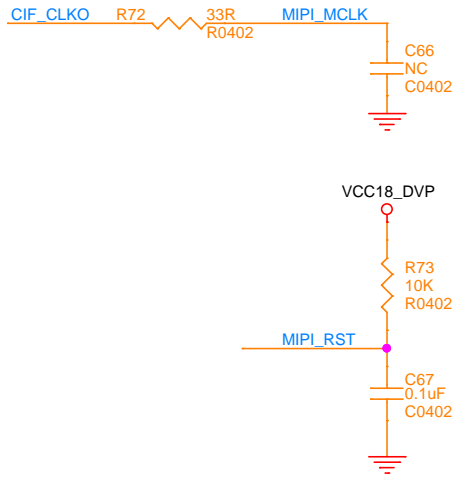 CIF_CLKO R72 33R MIPI_MCLK
R0402
C66
NC
C0402
VCC18_DVP
R73
10K
R0402
MIPI_RST
C67
0.1uF
C0402